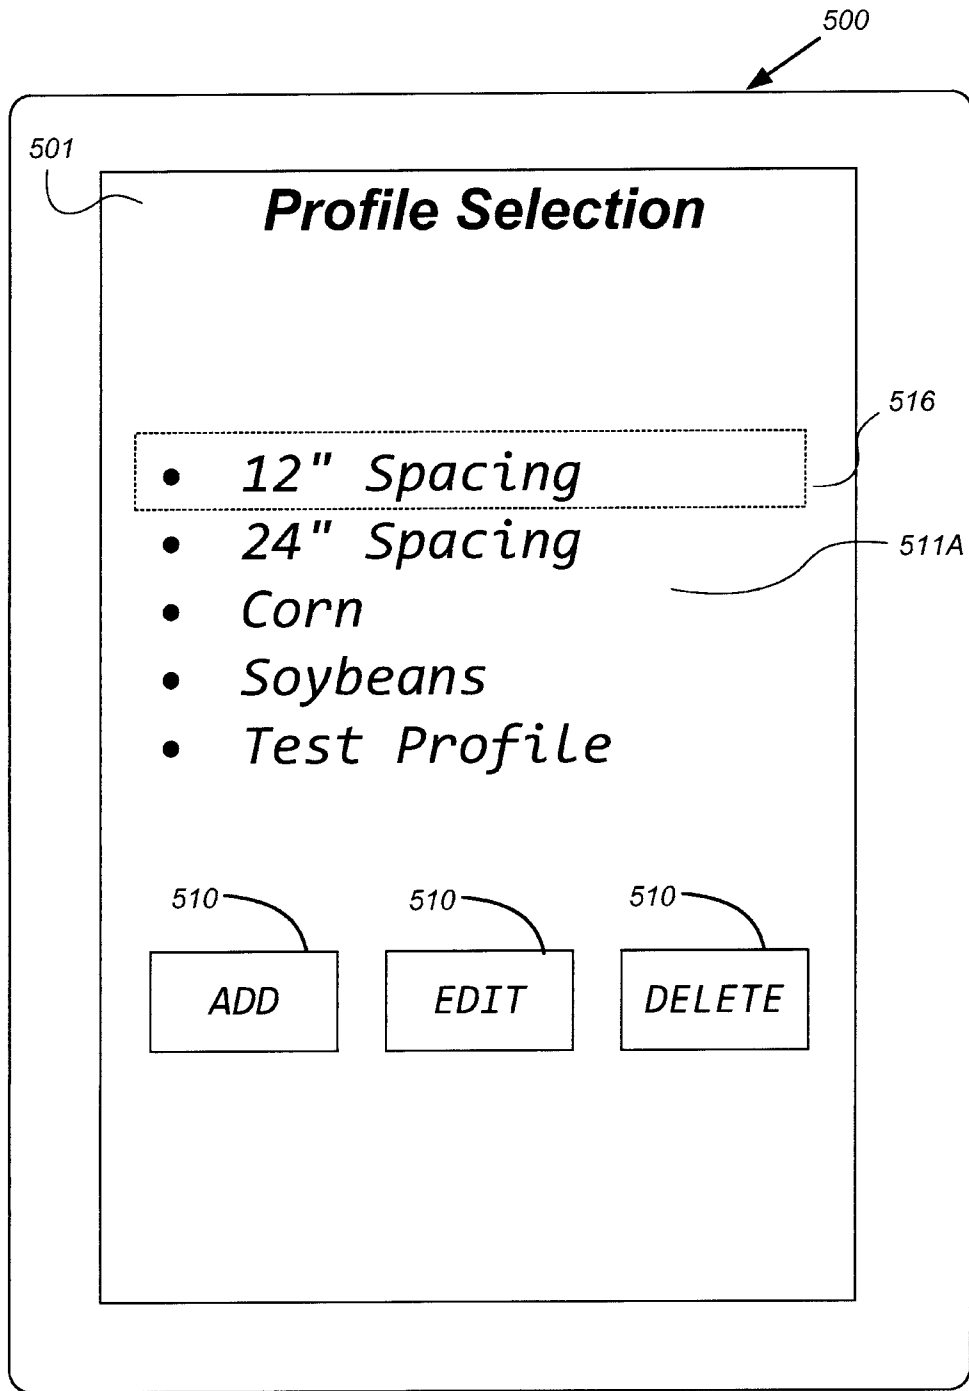 500
501
Profile Selection
516
• 12" Spacing
• 24" Spacing
511A
• Corn
• Soybeans
• Test Profile
510 510 510
ADD EDIT DELETE